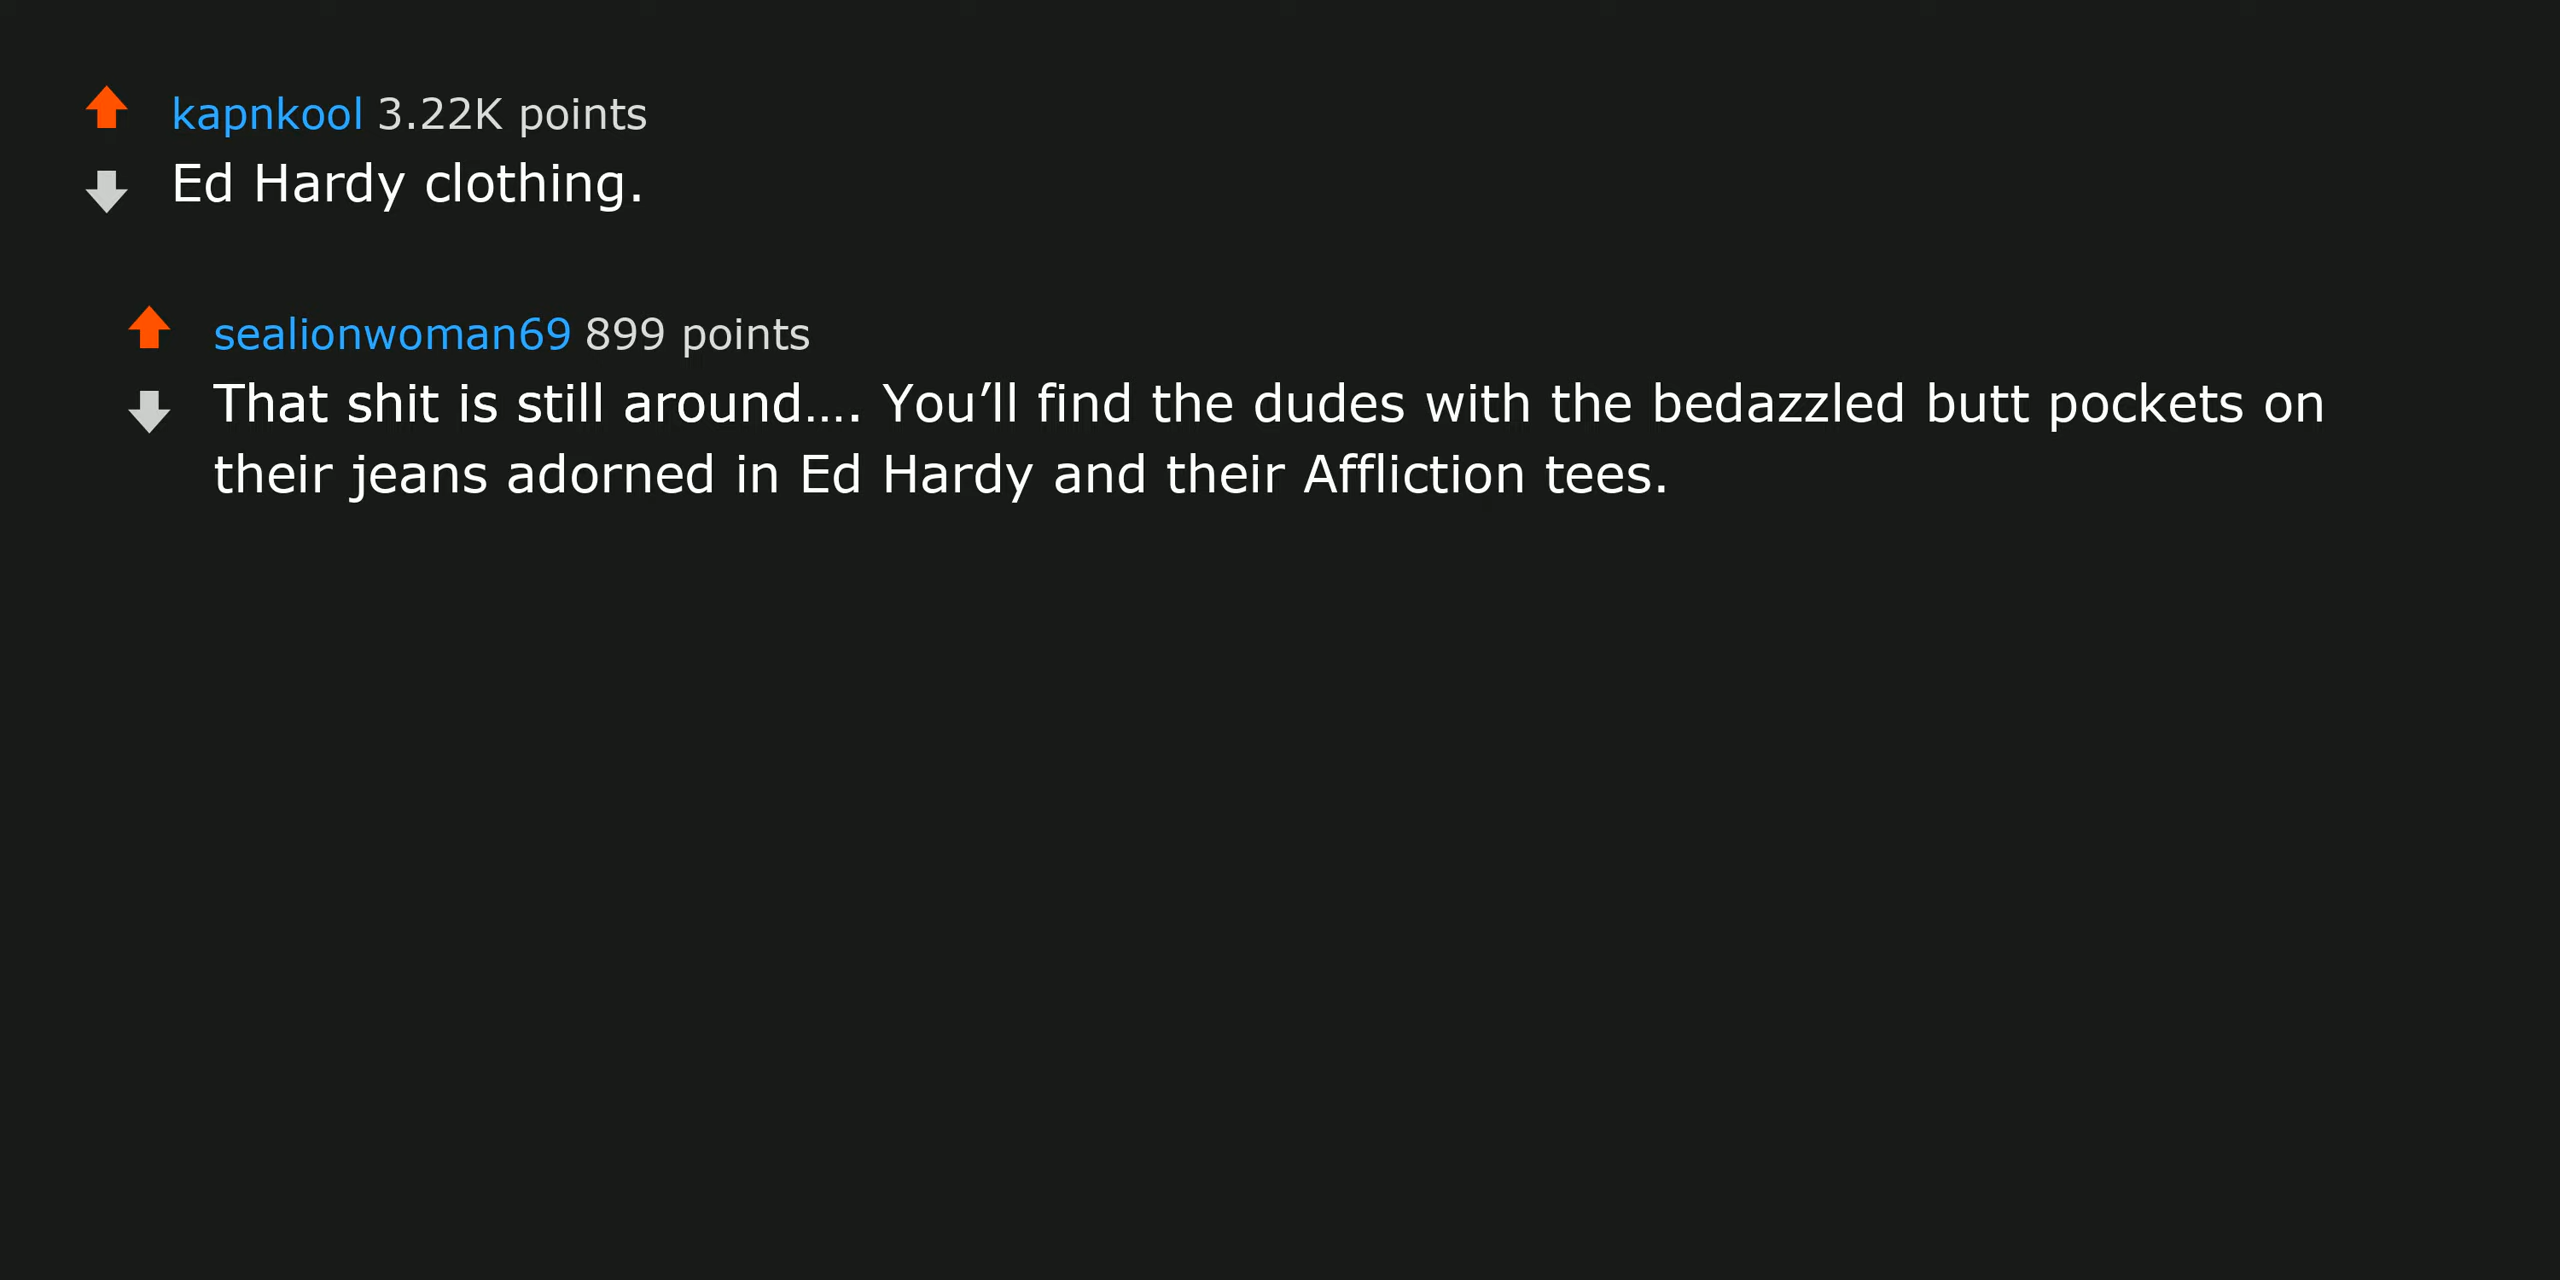 kapnkool 3.22K points
Ed Hardy clothing.
sealionwoman69 899 points
That shit is still around…. You’ll find the dudes with the bedazzled butt pockets on
their jeans adorned in Ed Hardy and their Affliction tees.